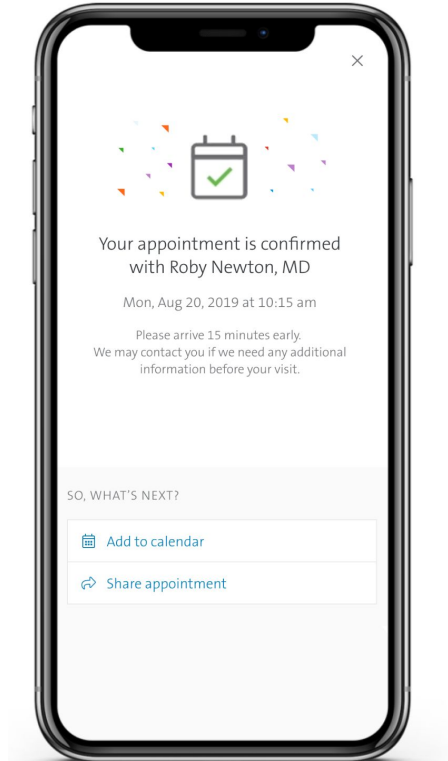 Your appointment is confirmed
with Roby Newton, MD
Mon, Aug 20, 2019 at 10:15 am
Please arrive 15 minutes early.
We may contact you if we need any additional
information before your visit.
SO, WHAT'S NEXT?
Add to calendar
Share appointment